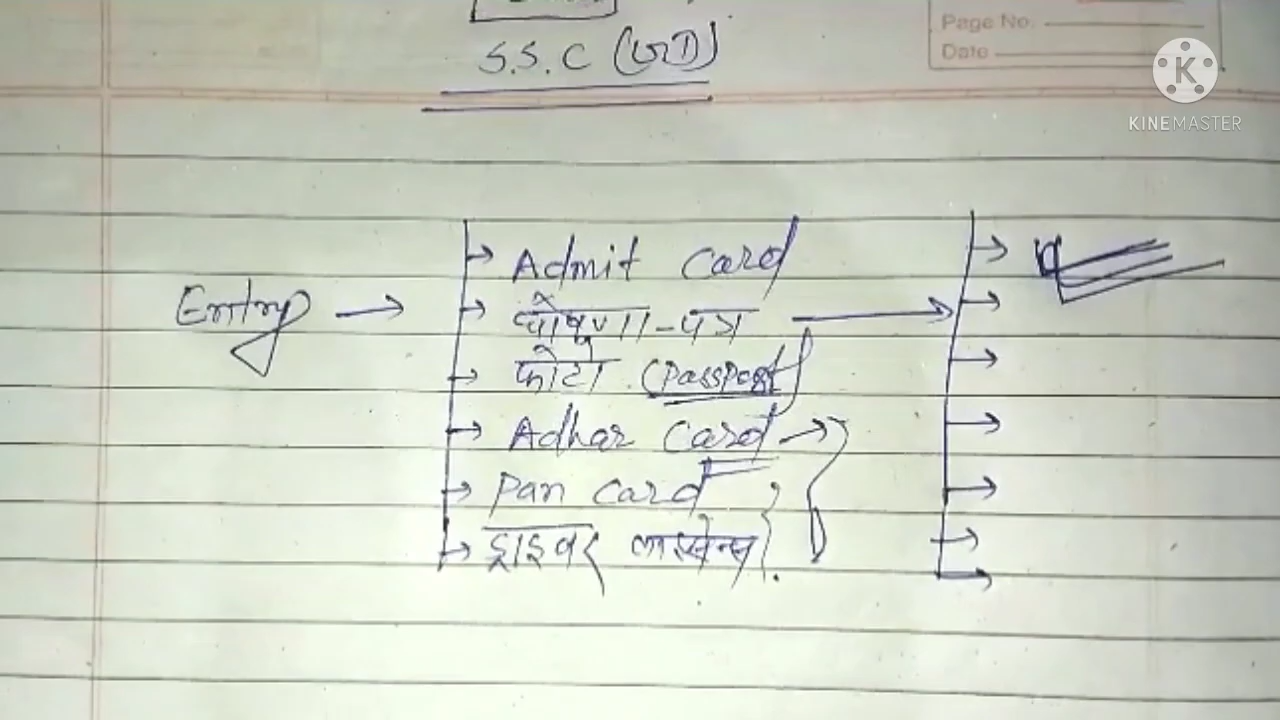 Page No.
Date
S.S.C (GD)
KINEMASTER
Entry → Admit Card
घोषणा-पत्र
फोटो (Passport)
Adhar Card
Pan Card
ड्राइवर लाइसेन्स